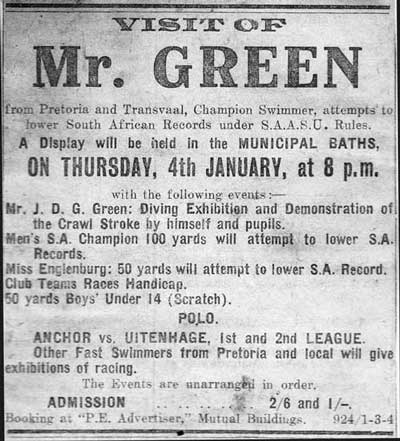 VISIT OF
Mr. GREEN
from Pretoria and Transvaal, Champion Swimmer, attempts to
lower South African Records under S.A.A.S.U. Rules.
A Display will be held in the MUNICIPAL BATHS,
ON THURSDAY, 4th JANUARY, at 8 p.m.
with the following events :—
Mr. J. D. G. Green: Diving Exhibition and Demonstration of
the Crawl Stroke by himself and pupils.
Men's S.A. Champion 100 yards will attempt to lower S.A.
Records.
Miss Englenburg: 50 yards will attempt to lower S.A. Record.
Club Teams Races Handicap.
50 yards Boys' Under 14 (Scratch).
POLO.
ANCHOR vs. UITENHAGE, 1st and 2nd LEAGUE.
Other Fast Swimmers from Pretoria and local will give
exhibitions of racing.
The Events are unarranged in order.
ADMISSION .. .. .. .. .. 2/6 and 1/-.
Booking at "P.E. Advertiser," Mutual Buildings. 924/1-3-4